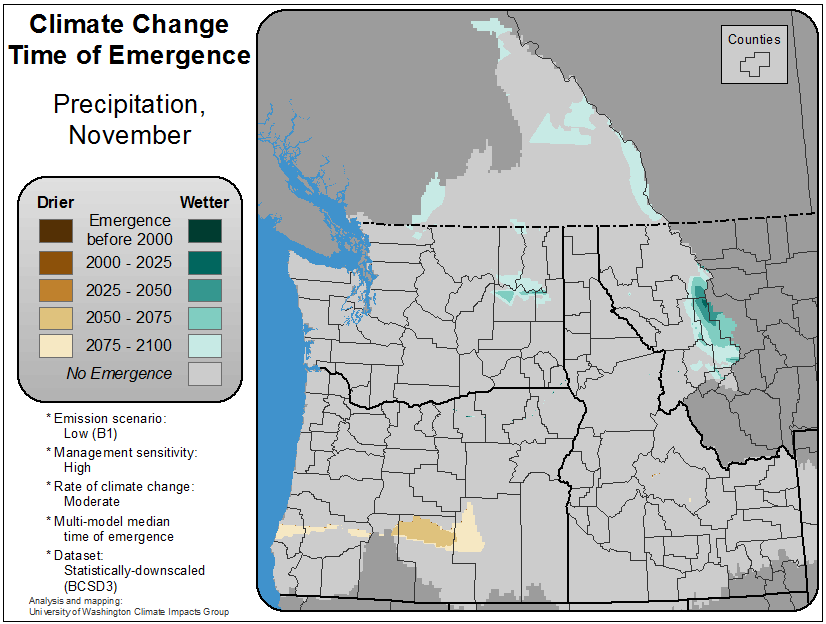 Climate Change
Time of Emergence
Precipitation,
November
Drier
Wetter
Emergence
before 2000
2000 - 2025
2025 - 2050
2050 - 2075
2075 - 2100
No Emergence
* Emission scenario:
Low (B1)
* Management sensitivity:
High
* Rate of climate change:
Moderate
* Multi-model median
time of emergence
* Dataset:
Statistically-downscaled
(BCSD3)
Analysis and mapping:
University of Washington Climate Impacts Group
Counties